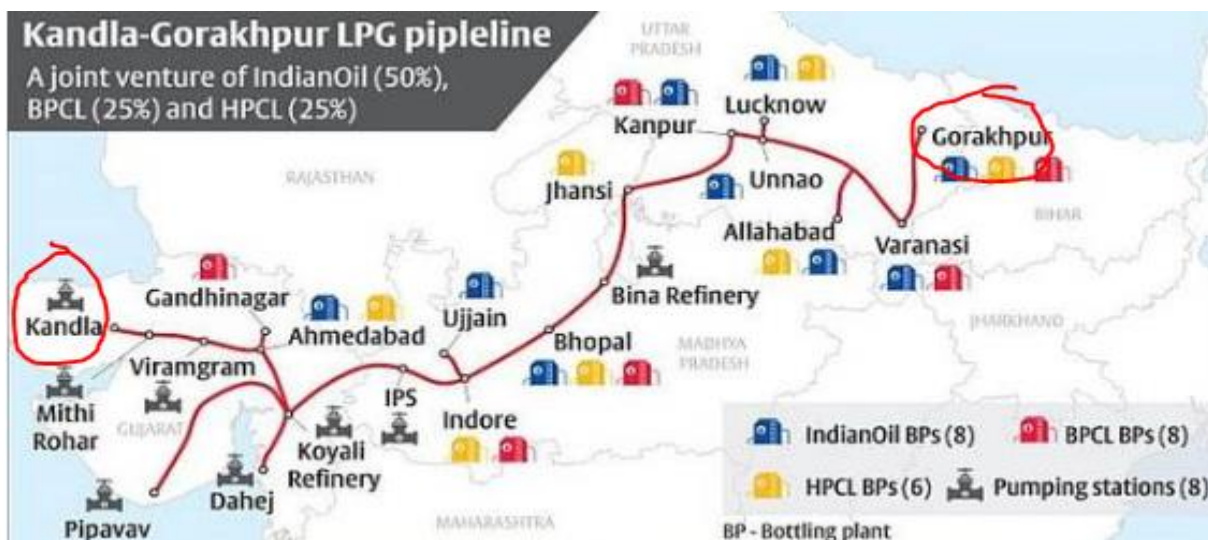 Kandla-Gorakhpur LPG pipleline
A joint venture of IndianOil (50%),
BPCL (25%) and HPCL (25%)
UTTAR
PRADESH
Lucknow
Kanpur
Gorakhpur
RAJASTHAN
Jhansi
Unnao
BIHAR
Allahabad
Varanasi
Gandhinagar
Ujjain
Bina Refinery
Kandla
Ahmedabad
JHARKHAND
Viramgram
Bhopal
MADHYA
PRADESH
Mithi
Rohar
GUJARAT
IPS
Indore
Koyali
Refinery
Dahej
Pipavav
MAHARASHTRA
IndianOil BPs (8)
BPCL BPs (8)
HPCL BPs (6)
Pumping stations (8)
BP - Bottling plant